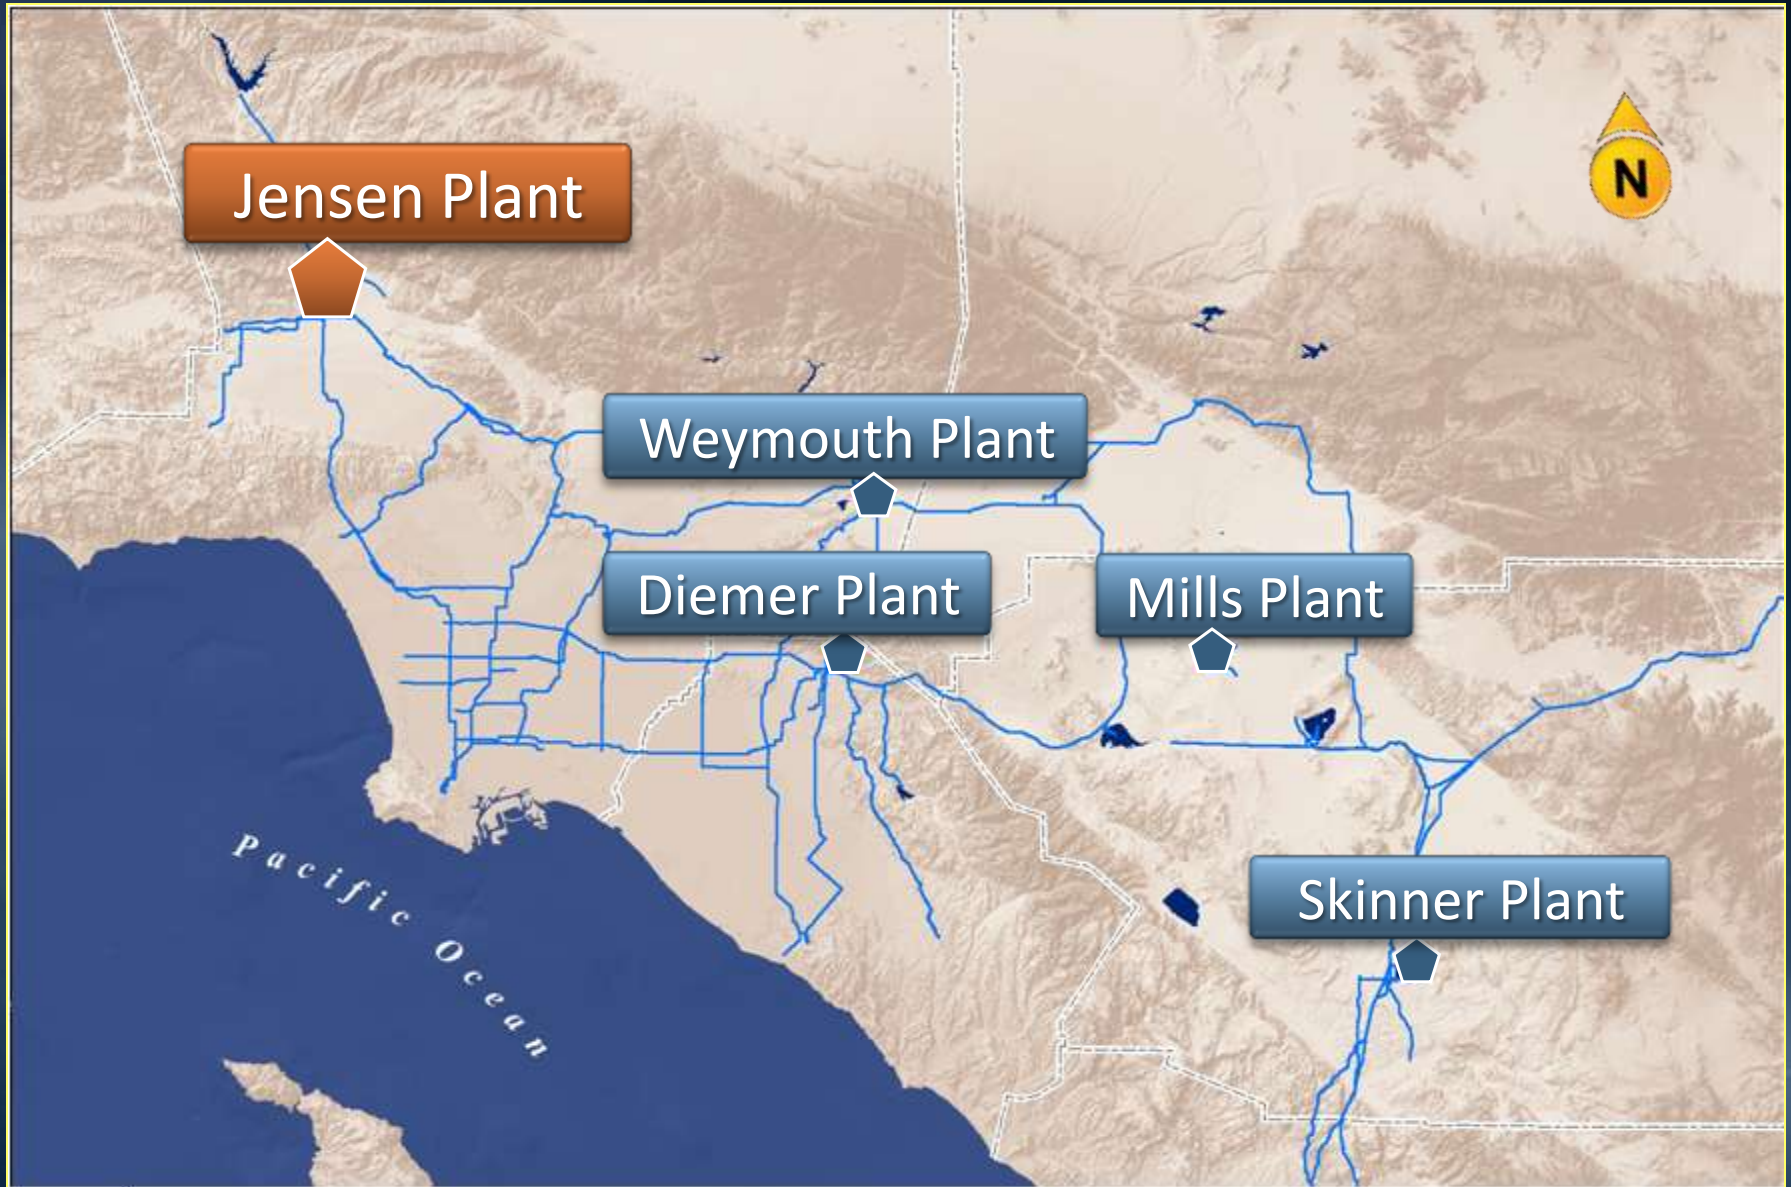 N
Jensen Plant
Weymouth Plant
Diemer Plant
Mills Plant
Skinner Plant
Pacific Ocean